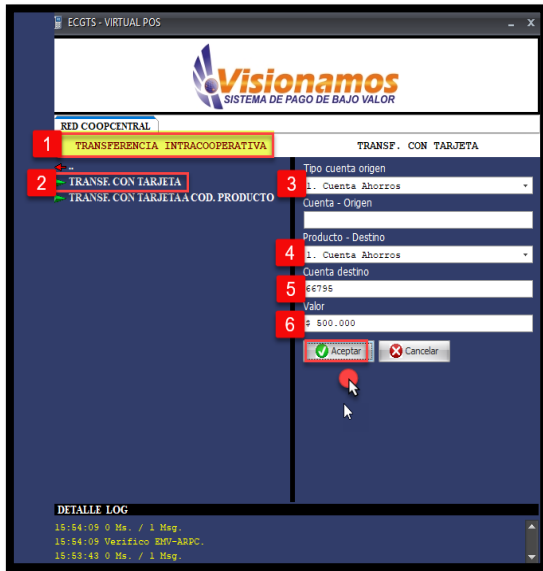 ECGTS - VIRTUAL POS
Visionamos
SISTEMA DE PAGO DE BAJO VALOR
RED COOPCENTRAL
1 TRANSFERENCIA INTRACOOPERATIVA
TRANSF. CON TARJETA
..
2 TRANSF. CON TARJETA
TRANSF. CON TARJETA A COD. PRODUCTO
Tipo cuenta origen
3 1. Cuenta Ahorros
Cuenta - Origen
Producto - Destino
4 1. Cuenta Ahorros
Cuenta destino
5 66795
Valor
6 $ 500.000
Aceptar Cancelar
DETALLE LOG
15:54:09 0 Ms. / 1 Msg.
15:54:09 Verifico EMV-ARPC.
15:53:43 0 Ms. / 1 Msg.